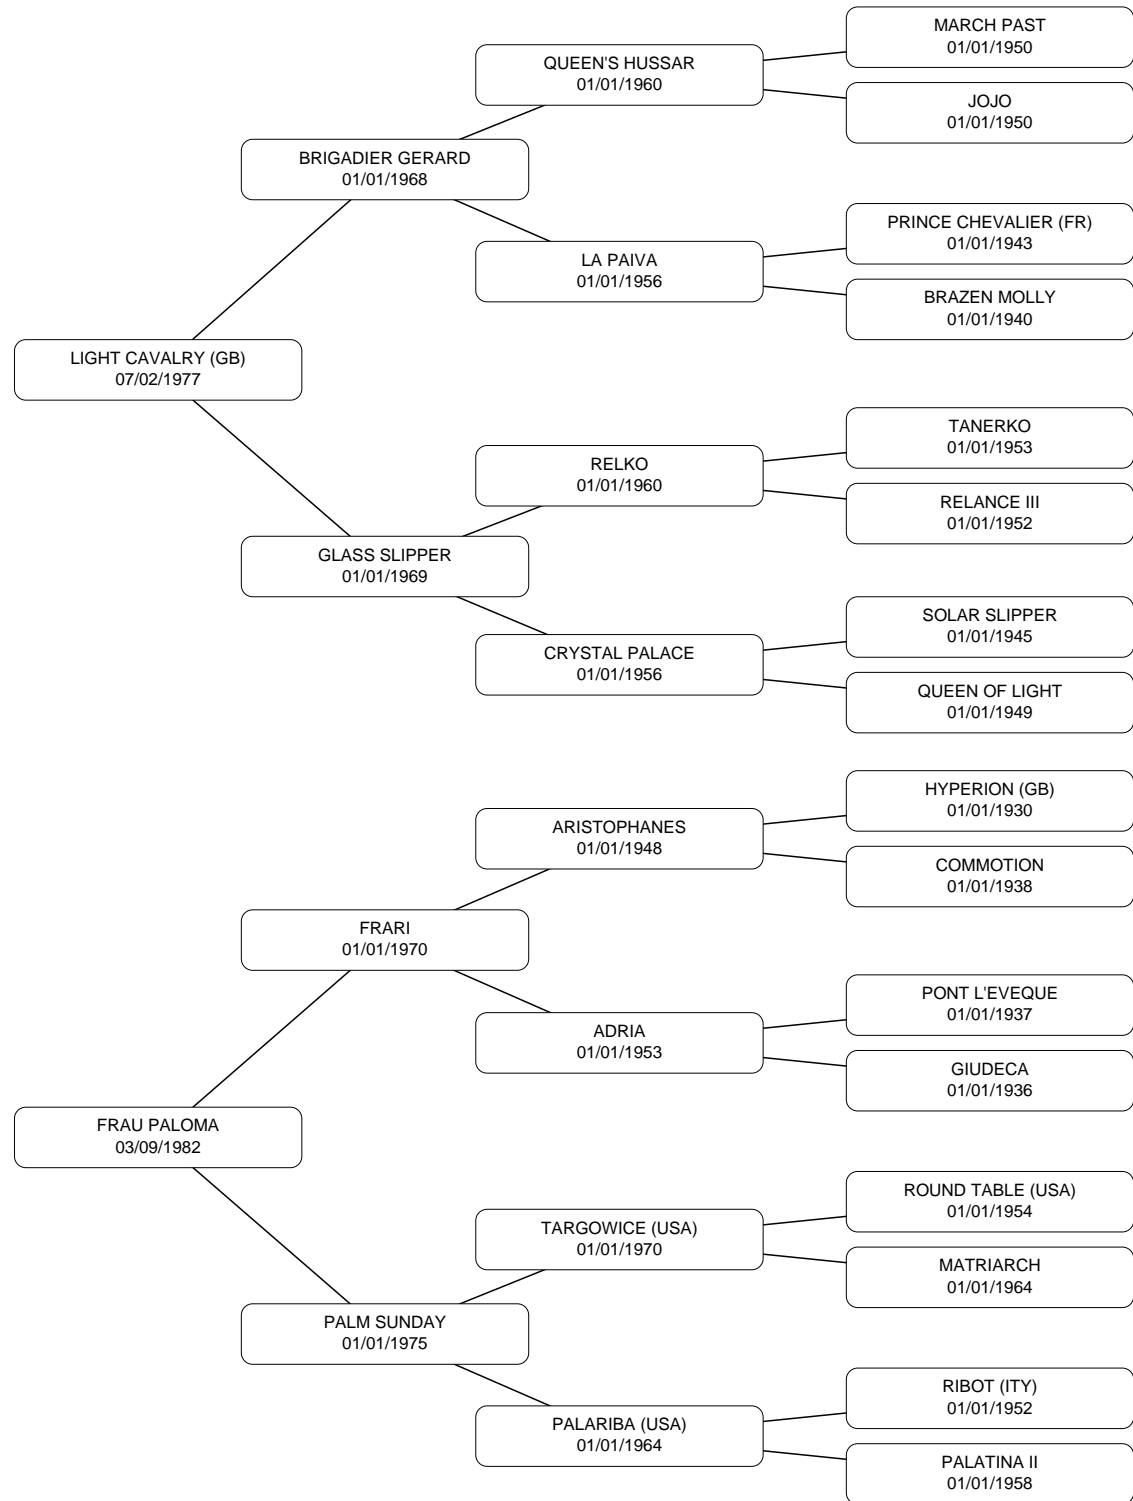 MARCH PAST
01/01/1950
QUEEN'S HUSSAR
01/01/1960
JOJO
01/01/1950
BRIGADIER GERARD
01/01/1968
PRINCE CHEVALIER (FR)
01/01/1943
LA PAIVA
01/01/1956
BRAZEN MOLLY
01/01/1940
LIGHT CAVALRY (GB)
07/02/1977
TANERKO
01/01/1953
RELKO
01/01/1960
RELANCE III
01/01/1952
GLASS SLIPPER
01/01/1969
SOLAR SLIPPER
01/01/1945
CRYSTAL PALACE
01/01/1956
QUEEN OF LIGHT
01/01/1949
HYPERION (GB)
01/01/1930
ARISTOPHANES
01/01/1948
COMMOTION
01/01/1938
FRARI
01/01/1970
PONT L'EVEQUE
01/01/1937
ADRIA
01/01/1953
GIUDECA
01/01/1936
FRAU PALOMA
03/09/1982
ROUND TABLE (USA)
01/01/1954
TARGOWICE (USA)
01/01/1970
MATRIARCH
01/01/1964
PALM SUNDAY
01/01/1975
RIBOT (ITY)
01/01/1952
PALARIBA (USA)
01/01/1964
PALATINA II
01/01/1958